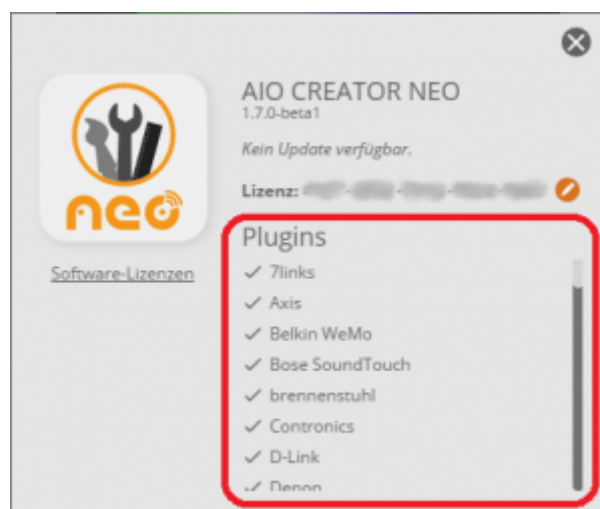 AIO CREATOR NEO
1.7.0-beta1
Kein Update verfügbar.
Lizenz:
neo
Software-Lizenzen
Plugins
7links
Axis
Belkin WeMo
Bose SoundTouch
brennenstuhl
Contronics
D-Link
Denon